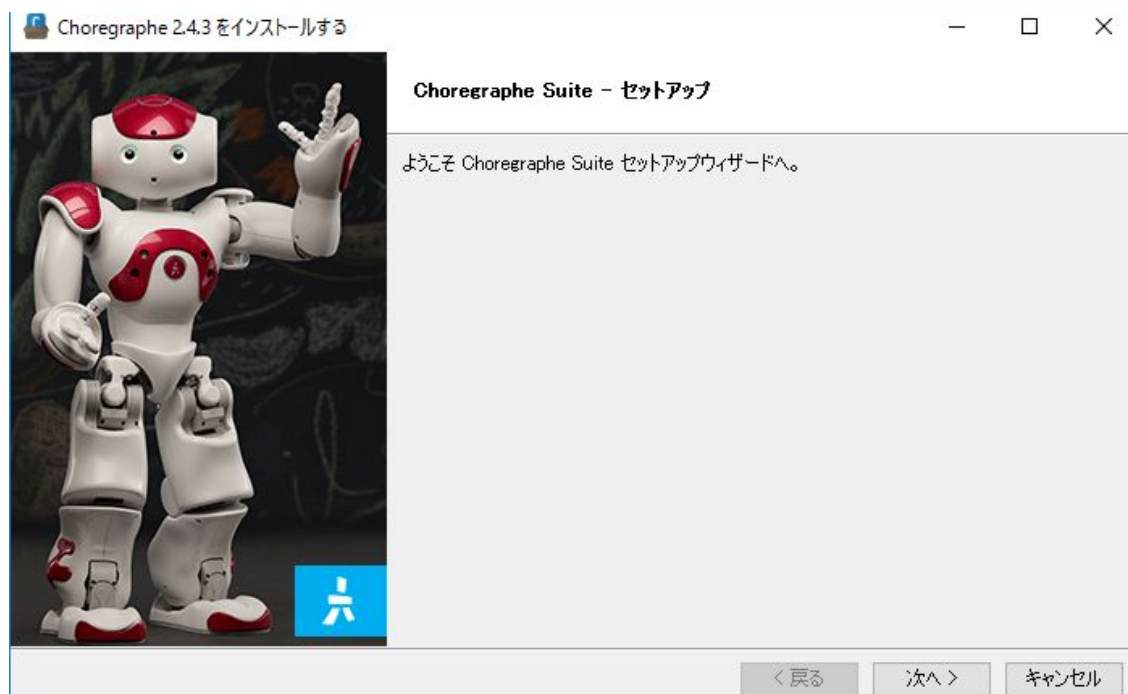 Choregraphe 2.4.3 をインストールする
Choregraphe Suite - セットアップ
ようこそ Choregraphe Suite セットアップウィザードへ。
< 戻る
次へ >
キャンセル